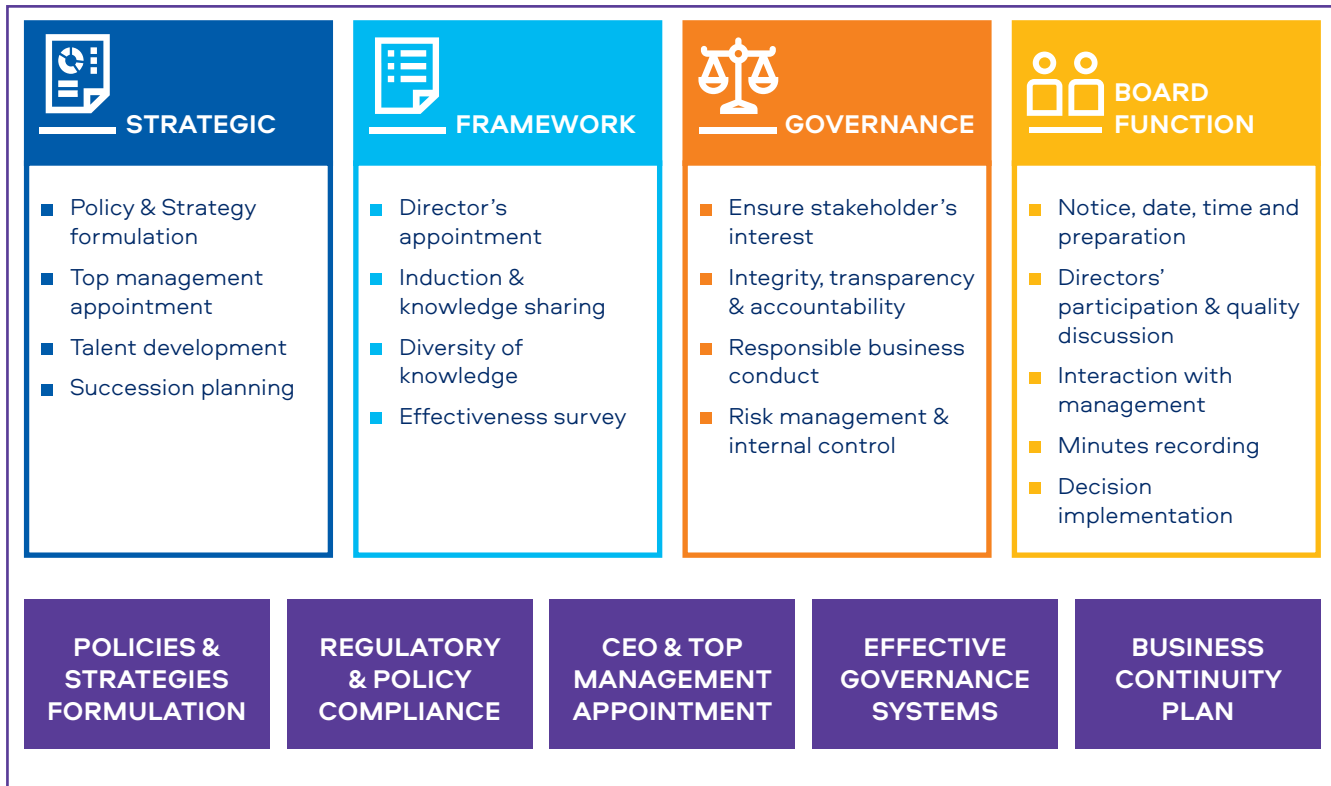 STRATEGIC
Policy & Strategy
formulation
Top management
appointment
Talent development
Succession planning
FRAMEWORK
Director’s
appointment
Induction &
knowledge sharing
Diversity of
knowledge
Effectiveness survey
GOVERNANCE
Ensure stakeholder’s
interest
Integrity, transparency
& accountability
Responsible business
conduct
Risk management &
internal control
BOARD
FUNCTION
Notice, date, time and
preparation
Directors’
participation & quality
discussion
Interaction with
management
Minutes recording
Decision
implementation
POLICIES &
STRATEGIES
FORMULATION
REGULATORY
& POLICY
COMPLIANCE
CEO & TOP
MANAGEMENT
APPOINTMENT
EFFECTIVE
GOVERNANCE
SYSTEMS
BUSINESS
CONTINUITY
PLAN